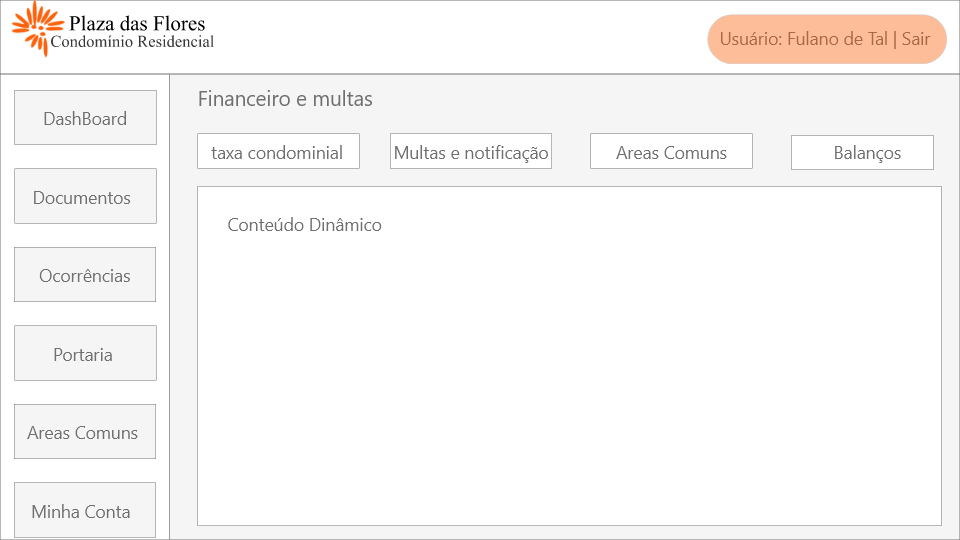 Plaza das Flores
Condomínio Residencial
Usuário: Fulano de Tal | Sair
DashBoard
Documentos
Ocorrências
Portaria
Areas Comuns
Minha Conta
Financeiro e multas
taxa condominial
Multas e notificação
Areas Comuns
Balanços
Conteúdo Dinâmico